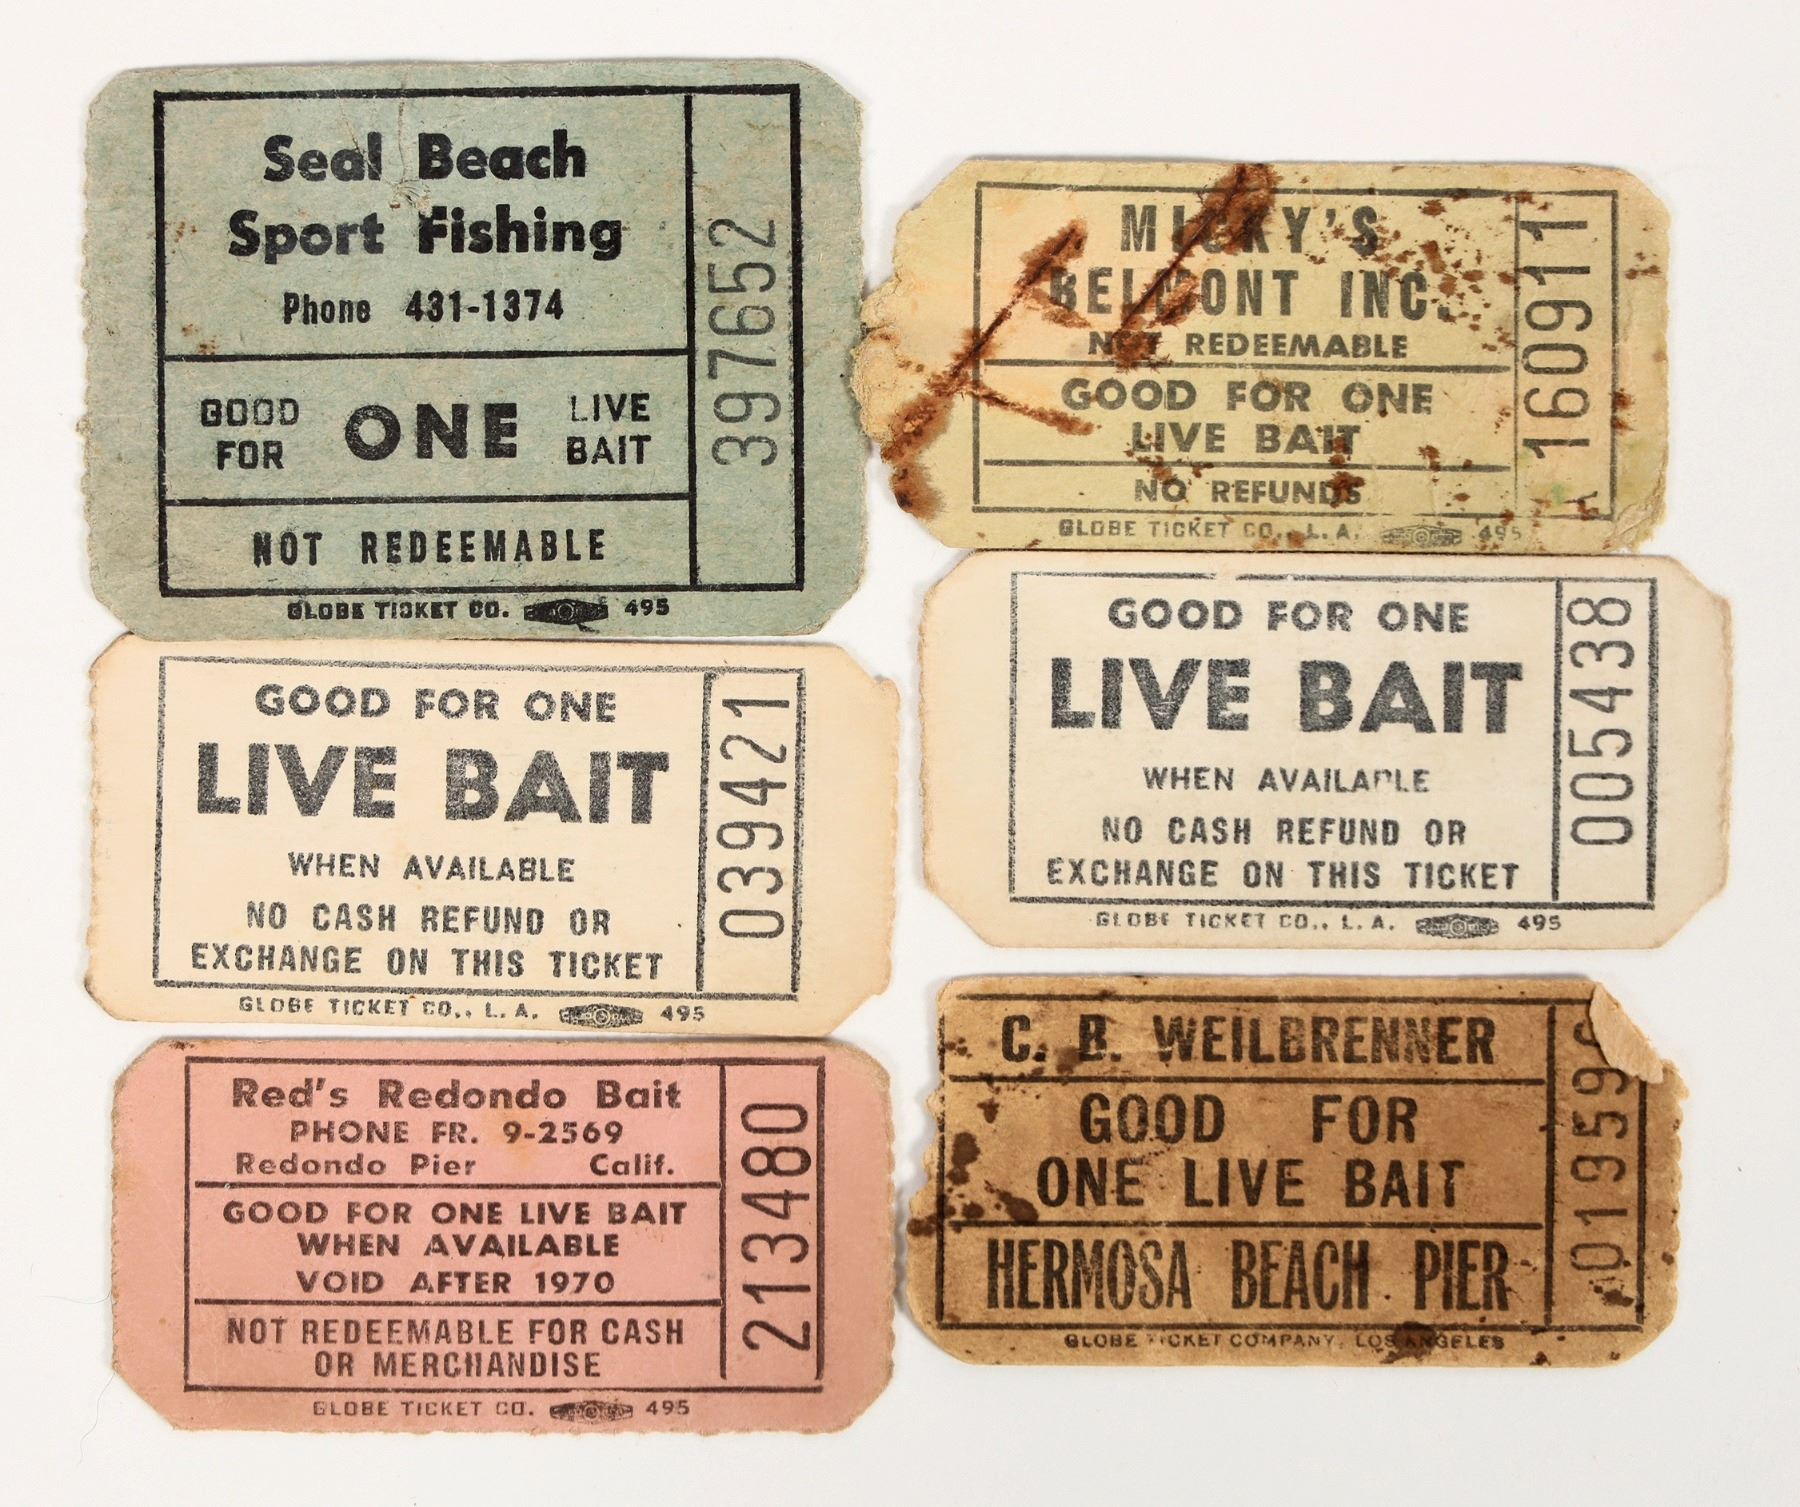 Seal Beach
Sport Fishing
Phone 431-1374
GOOD FOR ONE LIVE BAIT
NOT REDEEMABLE
397652
GLOBE TICKET CO. 495
MICKY'S
BELMONT INC.
NOT REDEEMABLE
GOOD FOR ONE
LIVE BAIT
NO REFUNDS
160911
GLOBE TICKET CO., L. A. 495
GOOD FOR ONE
LIVE BAIT
WHEN AVAILABLE
NO CASH REFUND OR
EXCHANGE ON THIS TICKET
039421
GLOBE TICKET CO., L. A. 495
GOOD FOR ONE
LIVE BAIT
WHEN AVAILABLE
NO CASH REFUND OR
EXCHANGE ON THIS TICKET
005438
GLOBE TICKET CO., L. A. 495
Red's Redondo Bait
PHONE FR. 9-2569
Redondo Pier Calif.
GOOD FOR ONE LIVE BAIT
WHEN AVAILABLE
VOID AFTER 1970
NOT REDEEMABLE FOR CASH
OR MERCHANDISE
213480
GLOBE TICKET CO. 495
C. B. WEILBRENNER
GOOD FOR
ONE LIVE BAIT
HERMOSA BEACH PIER
GLOBE TICKET COMPANY, LOS ANGELES